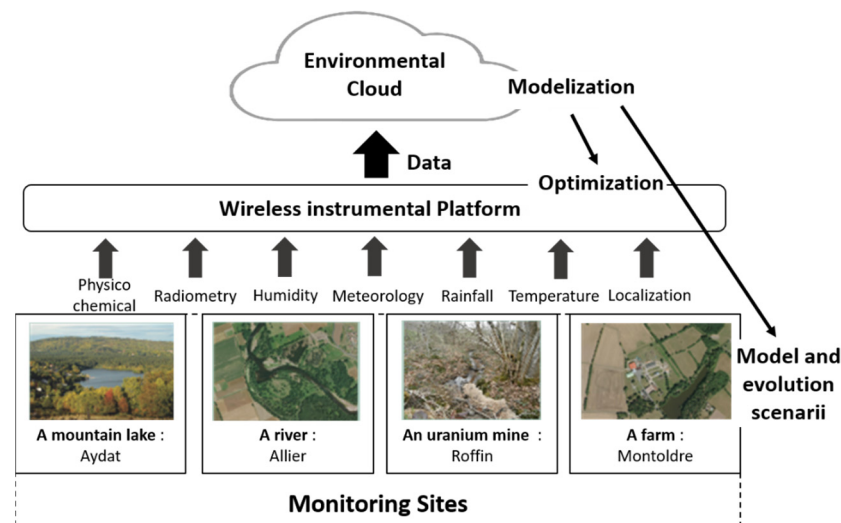 Environmental
Cloud
Modelization
Data
Optimization
Wireless instrumental Platform
Physico
chemical
Radiometry
Humidity
Meteorology
Rainfall
Temperature
Localization
A mountain lake :
Aydat
A river :
Allier
An uranium mine :
Roffin
A farm :
Montoldre
Model and
evolution
scenarii
Monitoring Sites